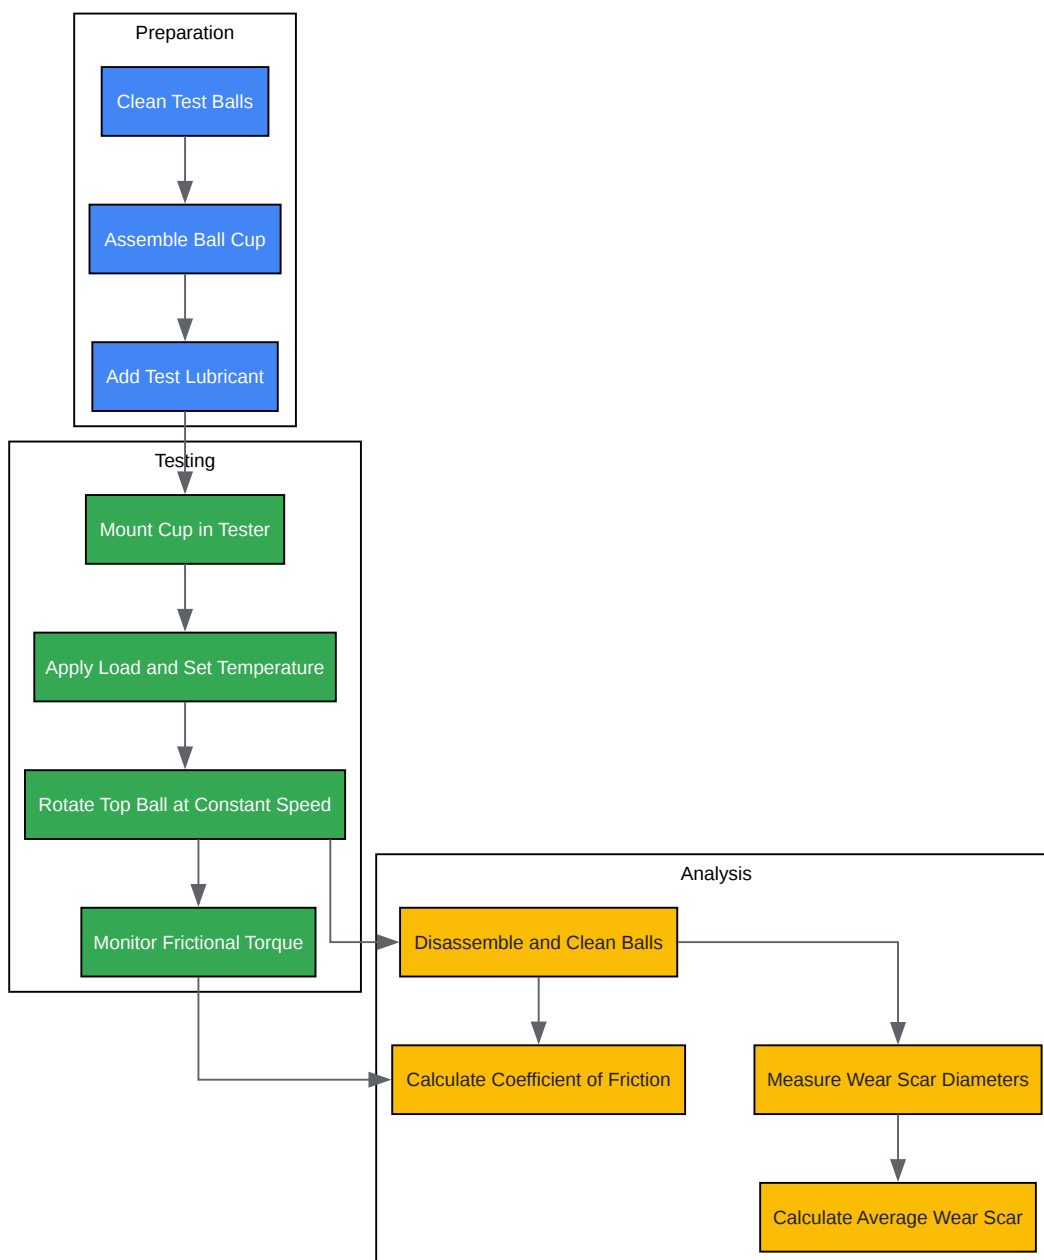 Preparation
Clean Test Balls
Assemble Ball Cup
Add Test Lubricant
Testing
Mount Cup in Tester
Apply Load and Set Temperature
Rotate Top Ball at Constant Speed
Monitor Frictional Torque
Analysis
Disassemble and Clean Balls
Calculate Coefficient of Friction
Measure Wear Scar Diameters
Calculate Average Wear Scar